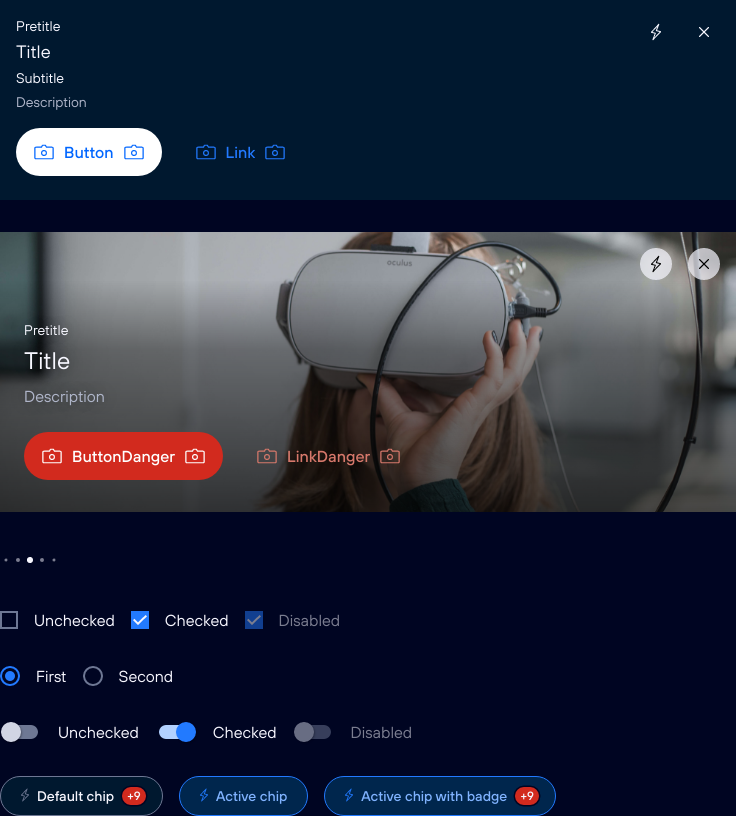 Pretitle
Title
Subtitle
Description
Button Link
oculus
Pretitle
Title
Description
ButtonDanger LinkDanger
Unchecked Checked Disabled
First Second
Unchecked Checked Disabled
Default chip +9 Active chip Active chip with badge +9